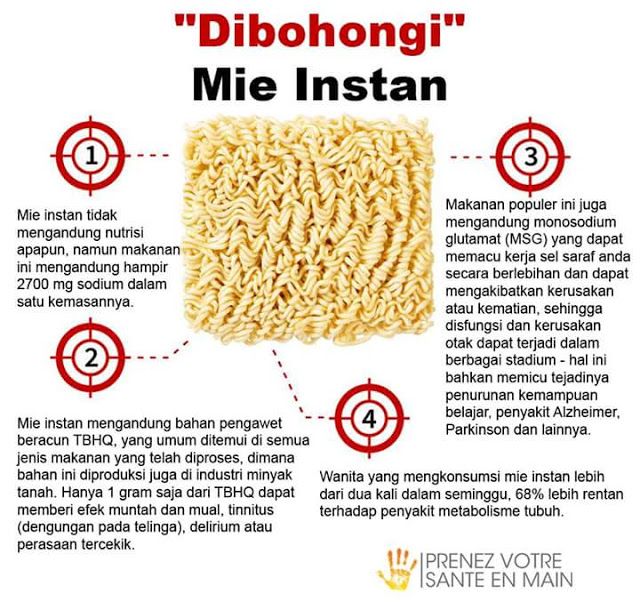 "Dibohongi"
Mie Instan
1
Mie instan tidak
mengandung nutrisi
apapun, namun makanan
ini mengandung hampir
2700 mg sodium dalam
satu kemasannya.
2
Mie instan mengandung bahan pengawet
beracun TBHQ, yang umum ditemui di semua
jenis makanan yang telah diproses, dimana
bahan ini diproduksi juga di industri minyak
tanah. Hanya 1 gram saja dari TBHQ dapat
memberi efek muntah dan mual, tinnitus
(dengungan pada telinga), delirium atau
perasaan tercekik.
3
Makanan populer ini juga
mengandung monosodium
glutamat (MSG) yang dapat
memacu kerja sel saraf anda
secara berlebihan dan dapat
mengakibatkan kerusakan
atau kematian, sehingga
disfungsi dan kerusakan
otak dapat terjadi dalam
berbagai stadium - hal ini
bahkan memicu tejadinya
penurunan kemampuan
belajar, penyakit Alzheimer,
Parkinson dan lainnya.
4
Wanita yang mengkonsumsi mie instan lebih
dari dua kali dalam seminggu, 68% lebih rentan
terhadap penyakit metabolisme tubuh.
PRENEZ VOTRE
SANTE EN MAIN